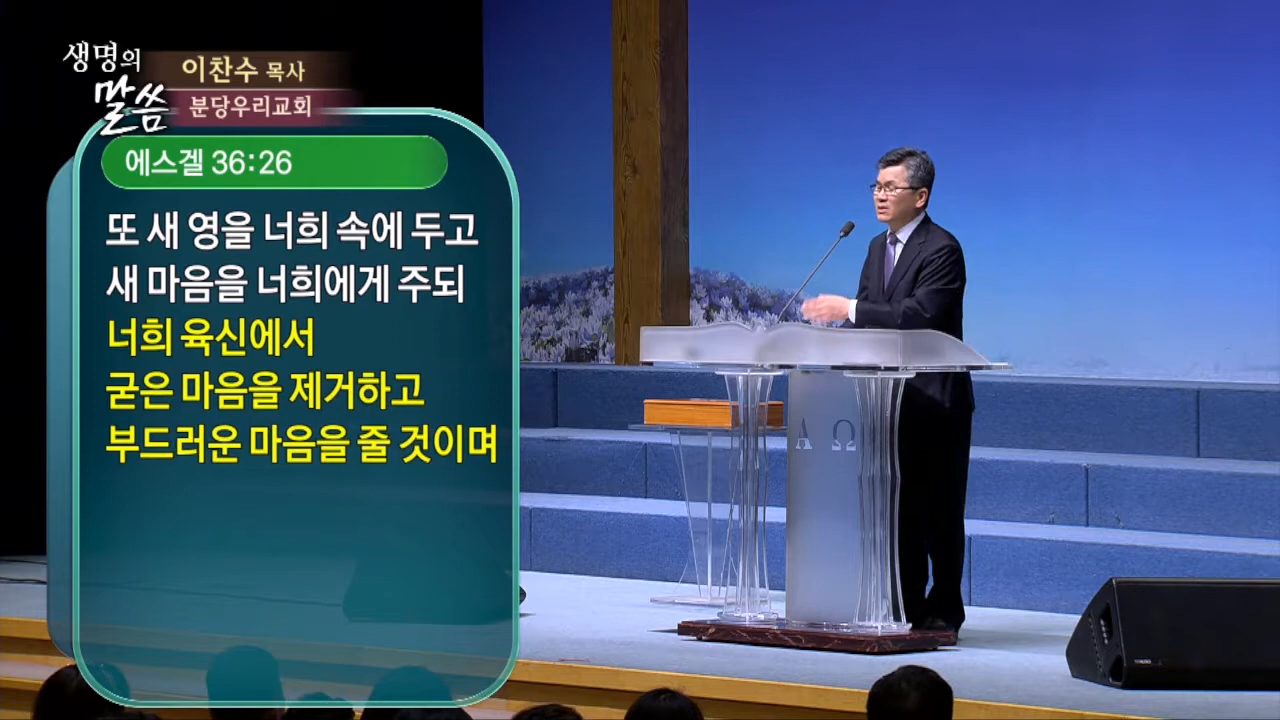 생명의
말씀
이찬수 목사
분당우리교회
에스겔 36:26
또 새 영을 너희 속에 두고
새 마음을 너희에게 주되
너희 육신에서
굳은 마음을 제거하고
부드러운 마음을 줄 것이며
Α Ω